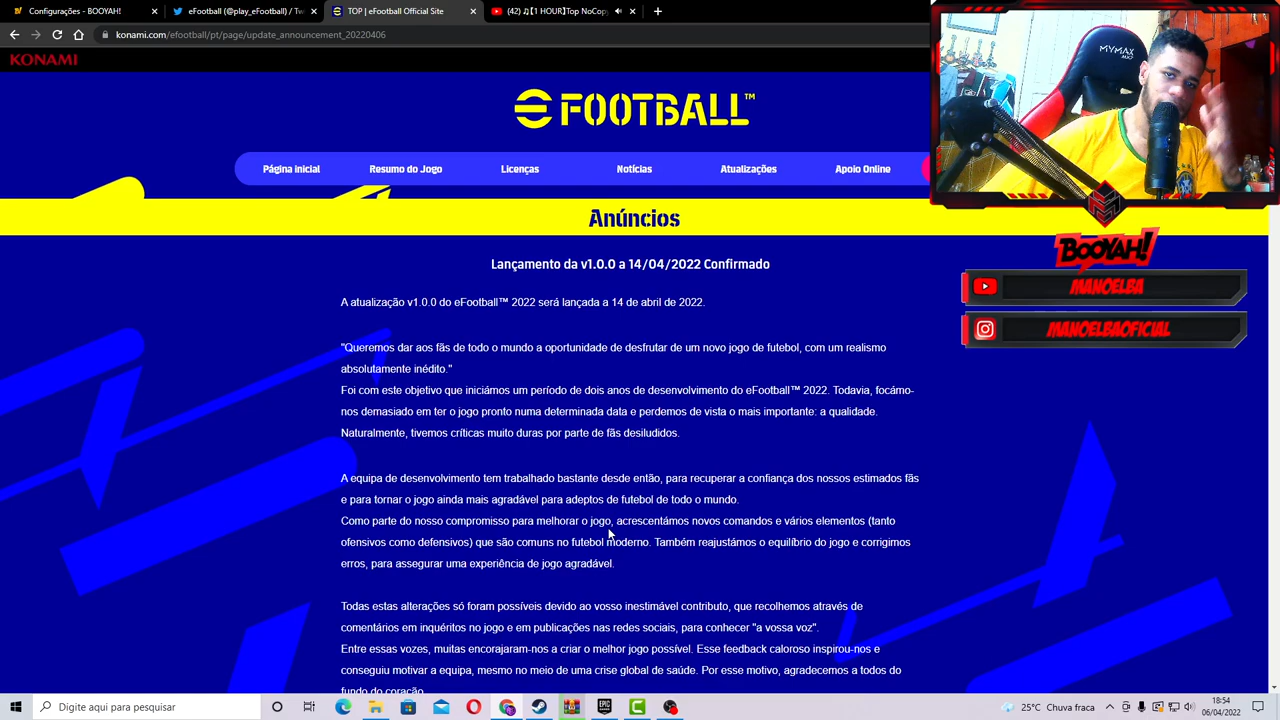 Configurações - BOOYAH!
eFootball (@play_eFootball) / Tw
TOP | eFootball Official Site
(42) ♫【1 HOUR】Top NoCop
konami.com/efootball/pt/page/update_announcement_20220406
KONAMI
MYMAX
FOOTBALL™
Página inicial
Resumo do Jogo
Licenças
Notícias
Atualizações
Apoio Online
Anúncios
BOOYAH!
Lançamento da v1.0.0 a 14/04/2022 Confirmado
MANOELBA
A atualização v1.0.0 do eFootball™ 2022 será lançada a 14 de abril de 2022.
MANOELBAOFICIAL
"Queremos dar aos fãs de todo o mundo a oportunidade de desfrutar de um novo jogo de futebol, com um realismo
absolutamente inédito."
Foi com este objetivo que iniciámos um período de dois anos de desenvolvimento do eFootball™ 2022. Todavia, focámo-
nos demasiado em ter o jogo pronto numa determinada data e perdemos de vista o mais importante: a qualidade.
Naturalmente, tivemos críticas muito duras por parte de fãs desiludidos.
A equipa de desenvolvimento tem trabalhado bastante desde então, para recuperar a confiança dos nossos estimados fãs
e para tornar o jogo ainda mais agradável para adeptos de futebol de todo o mundo.
Como parte do nosso compromisso para melhorar o jogo, acrescentámos novos comandos e vários elementos (tanto
ofensivos como defensivos) que são comuns no futebol moderno. Também reajustámos o equilíbrio do jogo e corrigimos
erros, para assegurar uma experiência de jogo agradável.
Todas estas alterações só foram possíveis devido ao vosso inestimável contributo, que recolhemos através de
comentários em inquéritos no jogo e em publicações nas redes sociais, para conhecer "a vossa voz".
Entre essas vozes, muitas encorajaram-nos a criar o melhor jogo possível. Esse feedback caloroso inspirou-nos e
conseguiu motivar a equipa, mesmo no meio de uma crise global de saúde. Por esse motivo, agradecemos a todos do
fundo do coração.
Digite aqui para pesquisar
EPIC
25°C Chuva fraca
18:54
06/04/2022